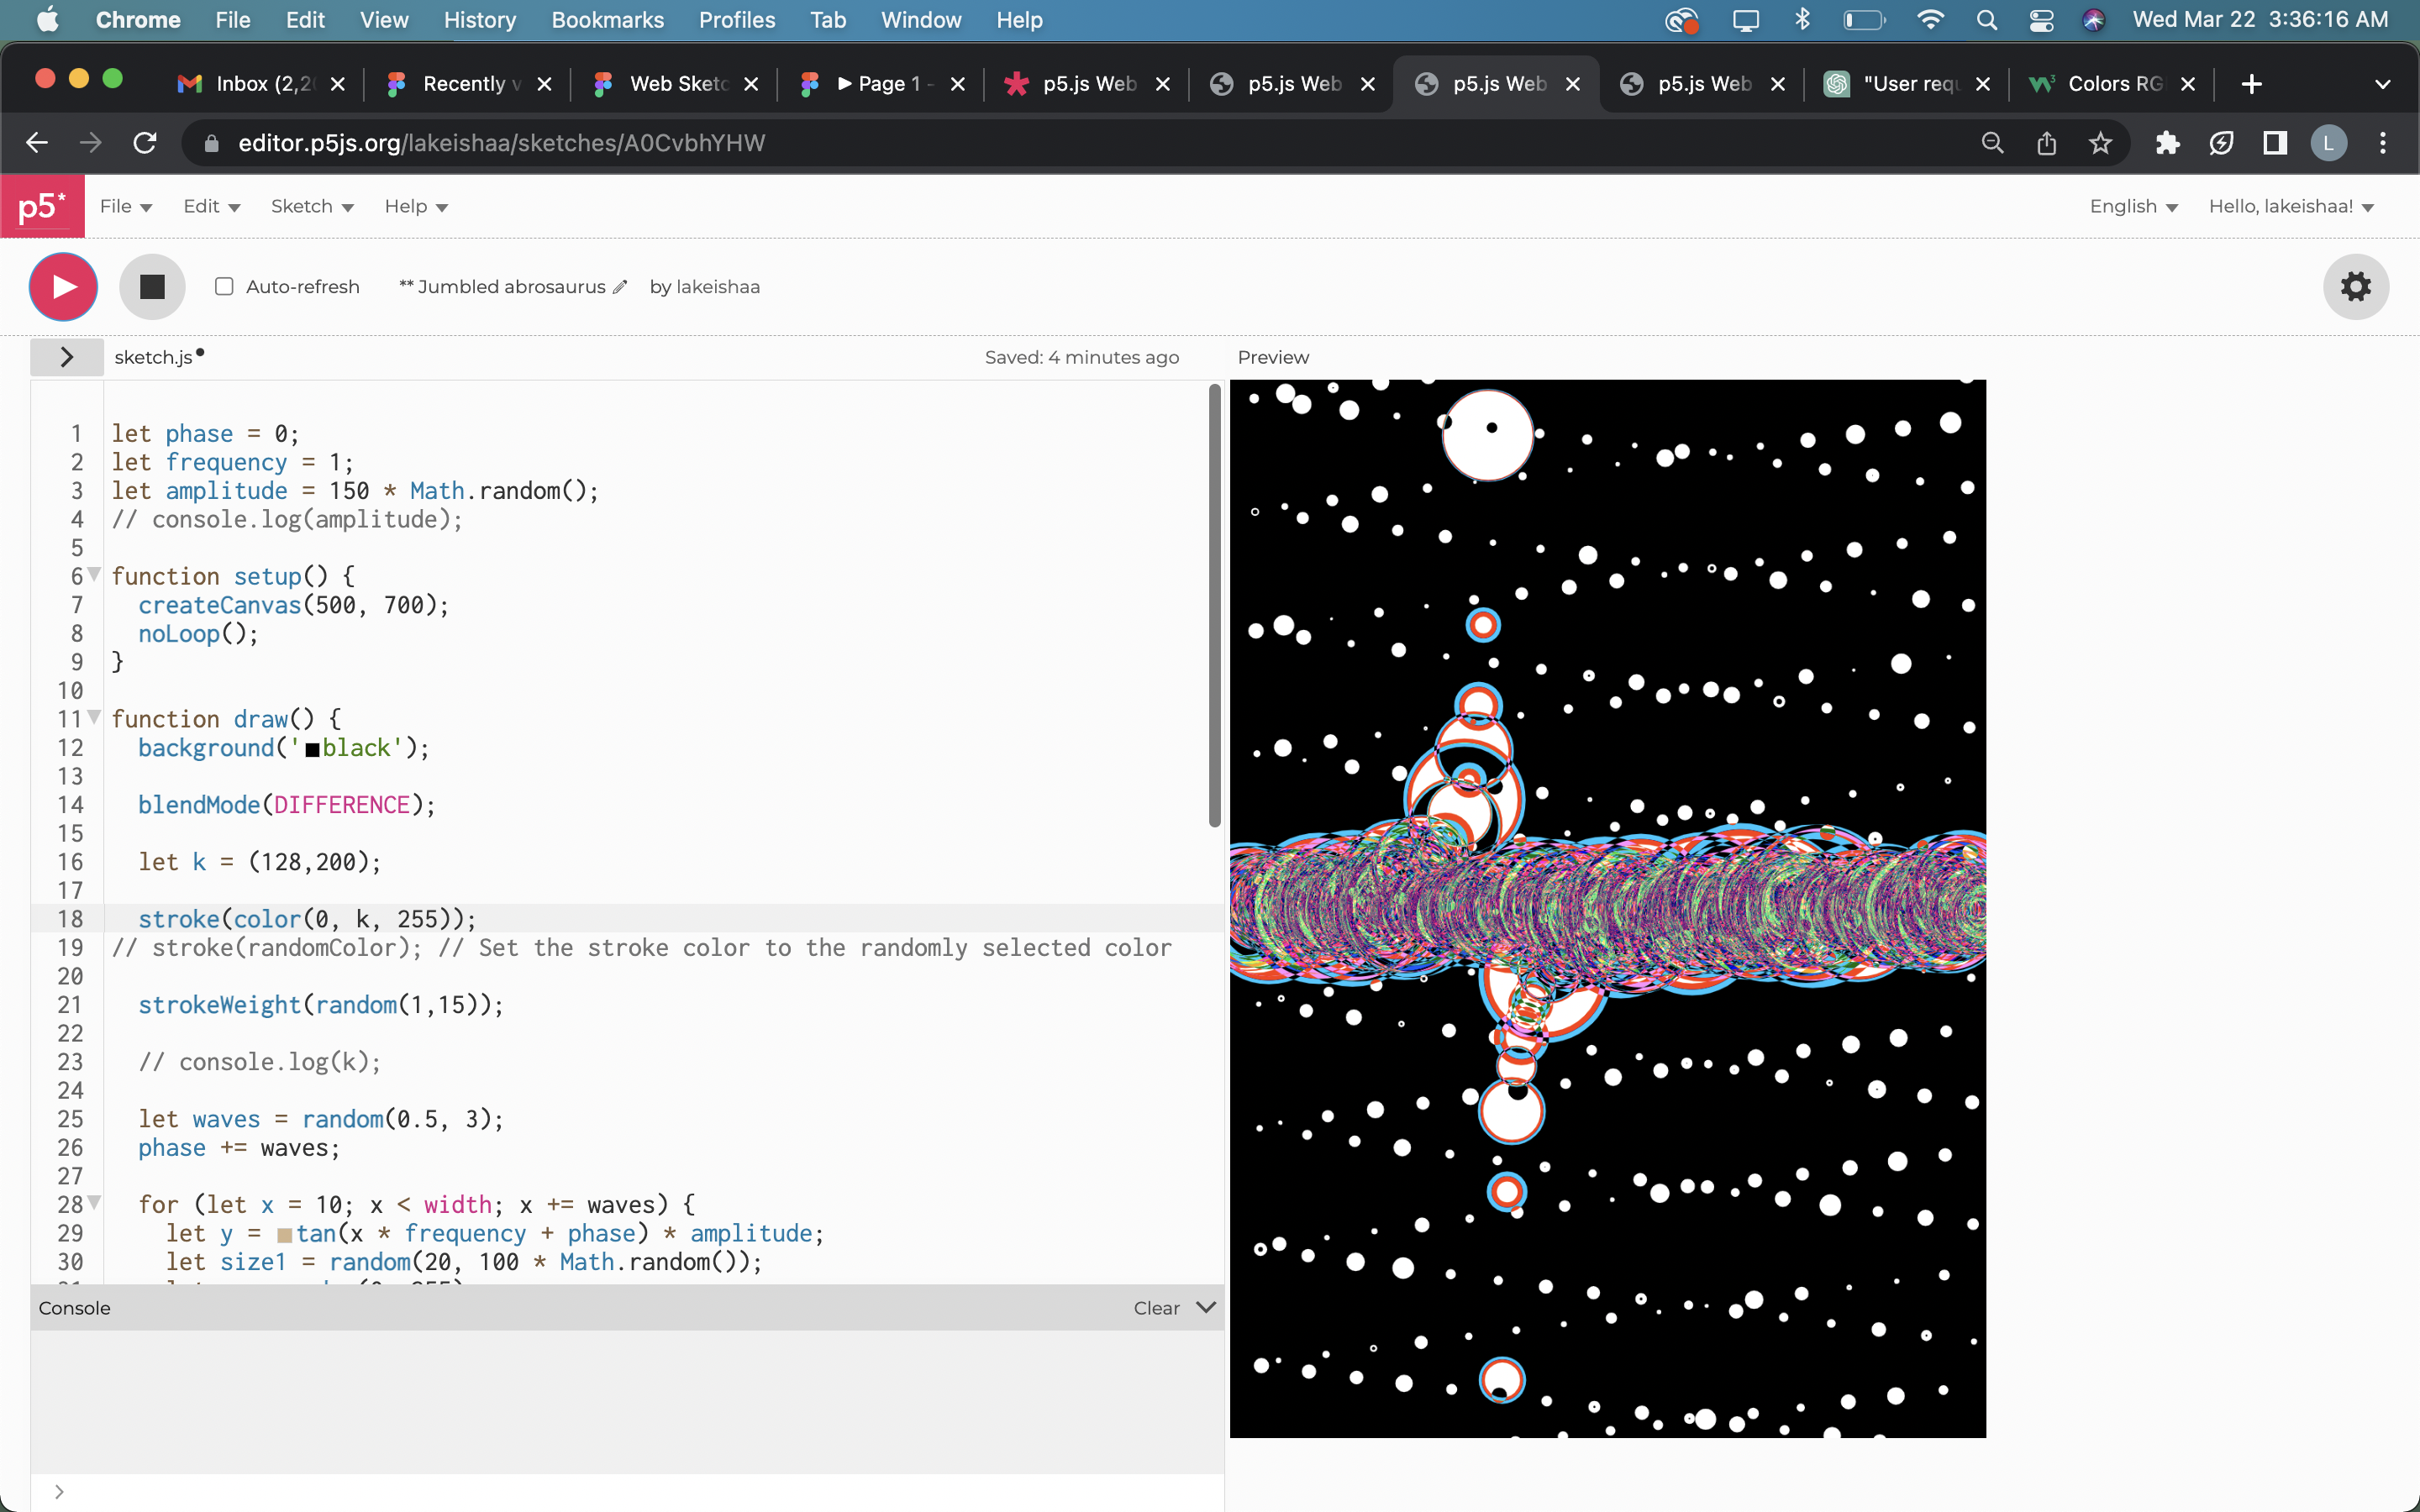 Chrome File Edit View History Bookmarks Profiles Tab Window Help Wed Mar 22 3:36:16 AM
Inbox (2,2 Recently v Web Sketc ▶ Page 1 - p5.js Web p5.js Web p5.js Web p5.js Web "User requ Colors RG
editor.p5js.org/lakeishaa/sketches/A0CvbhYHW L
p5* File Edit Sketch Help English Hello, lakeishaa!
Auto-refresh ** Jumbled abrosaurus by lakeishaa
> sketch.js Saved: 4 minutes ago Preview
1 let phase = 0;
2 let frequency = 1;
3 let amplitude = 150 * Math.random();
4 // console.log(amplitude);
5
6 function setup() {
7 createCanvas(500, 700);
8 noLoop();
9 }
10
11 function draw() {
12 background('black');
13
14 blendMode(DIFFERENCE);
15
16 let k = (128,200);
17
18 stroke(color(0, k, 255));
19 // stroke(randomColor); // Set the stroke color to the randomly selected color
20
21 strokeWeight(random(1,15));
22
23 // console.log(k);
24
25 let waves = random(0.5, 3);
26 phase += waves;
27
28 for (let x = 10; x < width; x += waves) {
29 let y = tan(x * frequency + phase) * amplitude;
30 let size1 = random(20, 100 * Math.random());
Console Clear
>